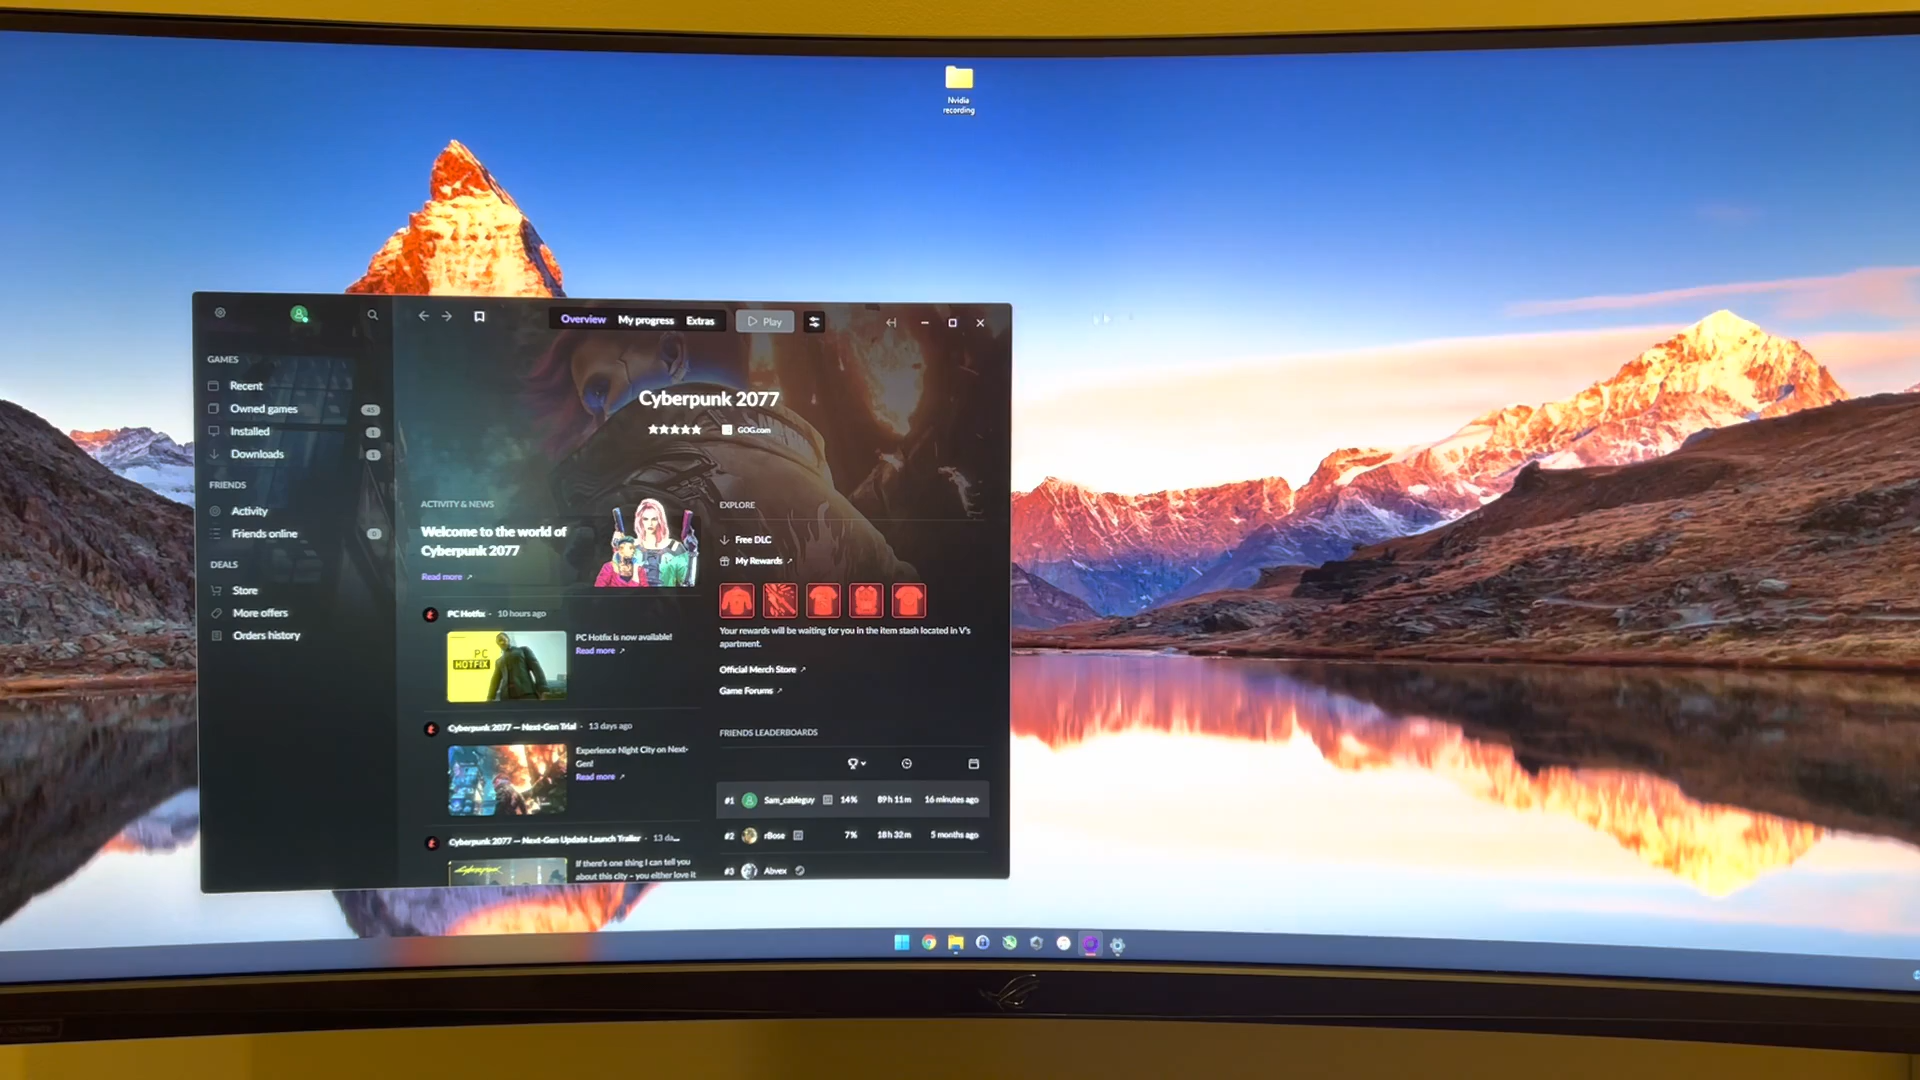 Nvidia
recording
Overview
My progress
Extras
Play
GAMES
Recent
Owned games
45
Installed
1
Downloads
1
FRIENDS
Activity
Friends online
0
DEALS
Store
More offers
Orders history
Cyberpunk 2077
GOG.com
ACTIVITY & NEWS
Welcome to the world of
Cyberpunk 2077
Read more
PC Hotfix - 10 hours ago
PC
HOTFIX
PC Hotfix is now available!
Read more
Cyberpunk 2077 — Next-Gen Trial - 13 days ago
Experience Night City on Next-
Gen!
Read more
Cyberpunk 2077 — Next-Gen Update Launch Trailer - 13 da...
Cyberpunk
If there's one thing I can tell you
about this city – you either love it
EXPLORE
Free DLC
My Rewards
Your rewards will be waiting for you in the item stash located in V's
apartment.
Official Merch Store
Game Forums
FRIENDS LEADERBOARDS
#1 Sam_cableguy 14% 89h 11m 16 minutes ago
#2 rBose 7% 18h 32m 5 months ago
#3 Abvex